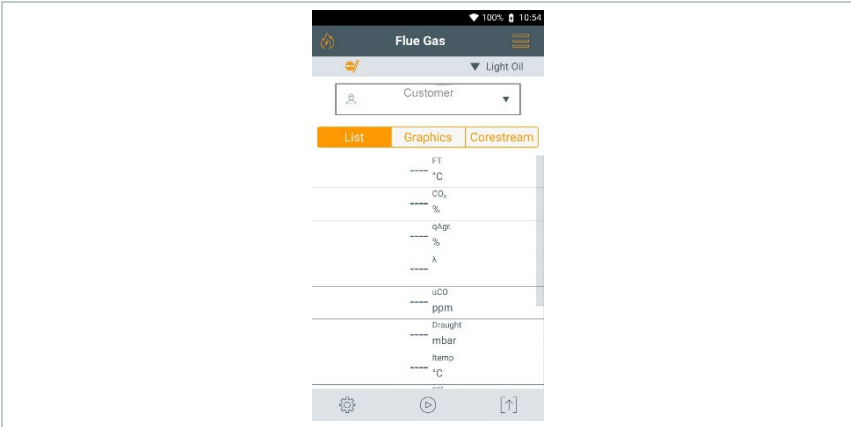 100% 10:54
Flue Gas
Light Oil
Customer
List Graphics Corestream
FT
---- °C
CO₂
---- %
qAgr.
---- %
λ
----
uCO
---- ppm
Draught
---- mbar
Itemp
---- °C